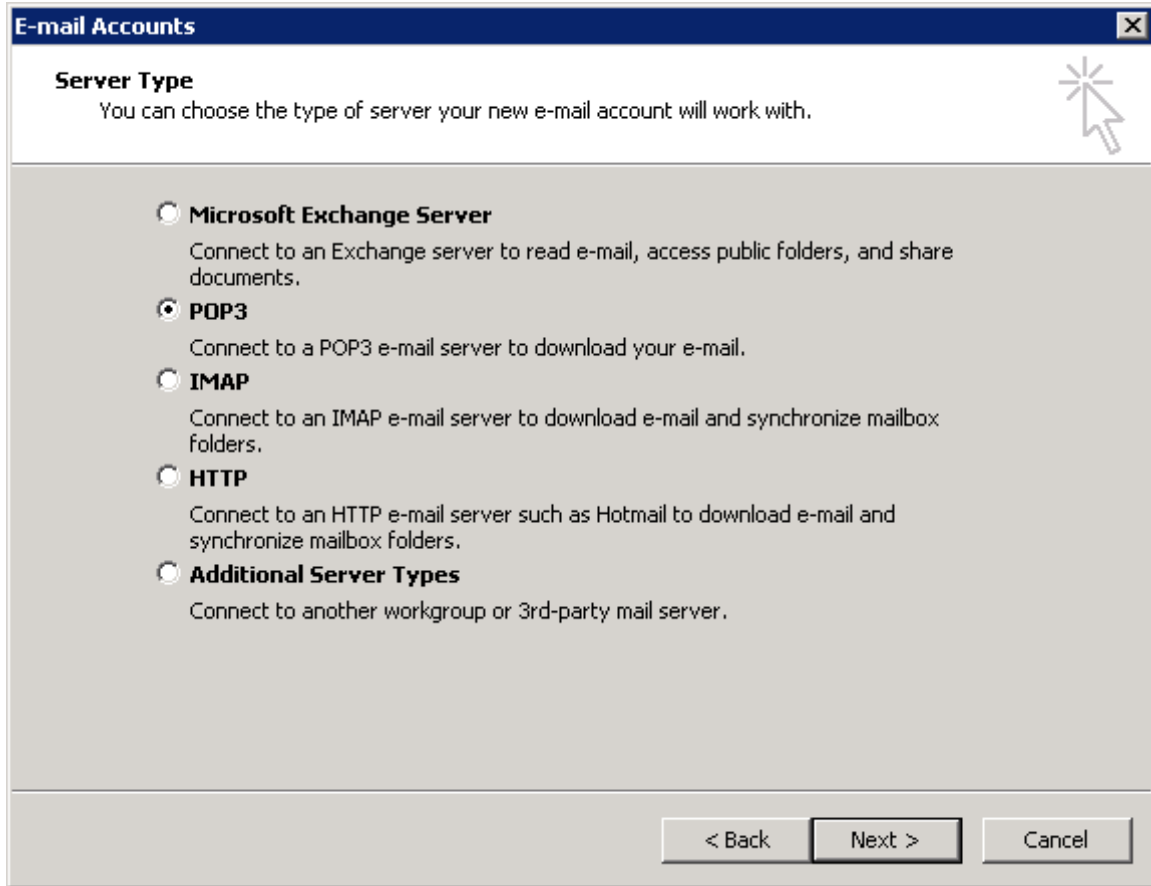 E-mail Accounts
Server Type
You can choose the type of server your new e-mail account will work with.
Microsoft Exchange Server
Connect to an Exchange server to read e-mail, access public folders, and share
documents.
POP3
Connect to a POP3 e-mail server to download your e-mail.
IMAP
Connect to an IMAP e-mail server to download e-mail and synchronize mailbox
folders.
HTTP
Connect to an HTTP e-mail server such as Hotmail to download e-mail and
synchronize mailbox folders.
Additional Server Types
Connect to another workgroup or 3rd-party mail server.
< Back Next > Cancel